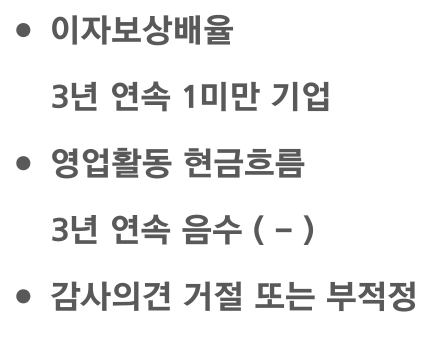 • 이자보상배율
3년 연속 1미만 기업
• 영업활동 현금흐름
3년 연속 음수 ( – )
• 감사의견 거절 또는 부적정